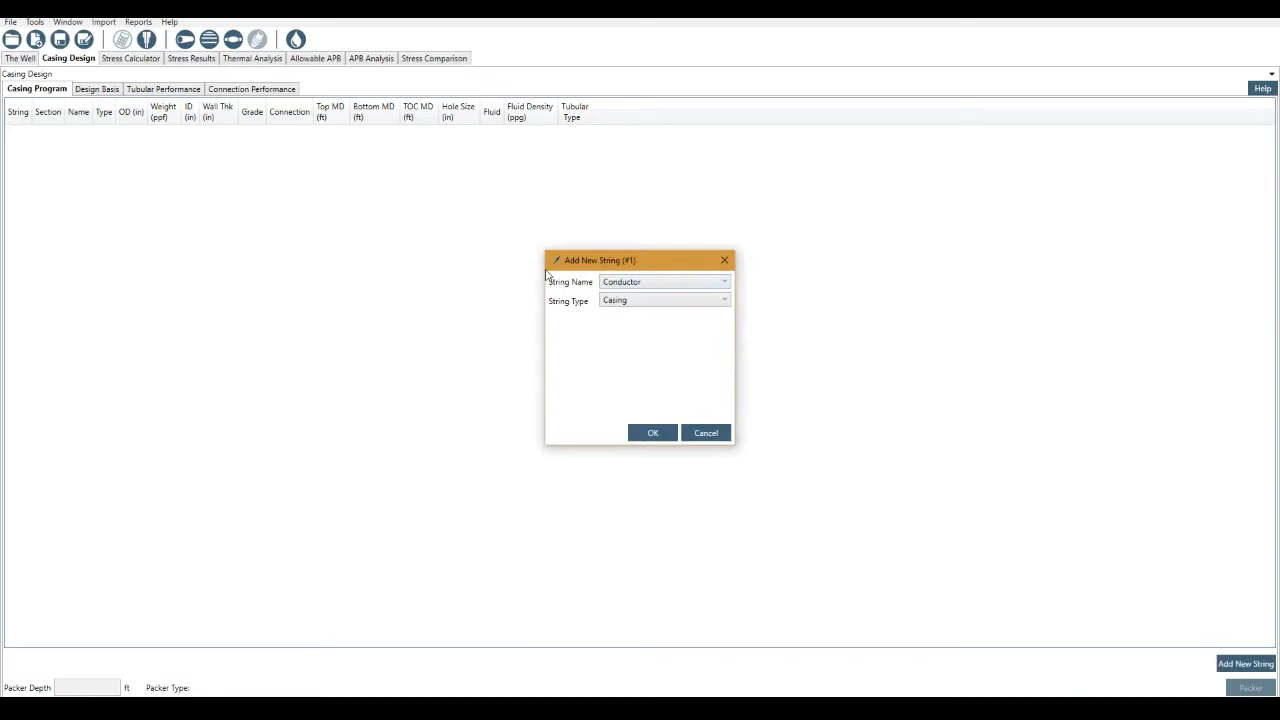 File Tools Window Import Reports Help
The Well Casing Design Stress Calculator Stress Results Thermal Analysis Allowable APB APB Analysis Stress Comparison
Casing Design
Casing Program Design Basis Tubular Performance Connection Performance Help
String Section Name Type OD (in) Weight (ppf) ID (in) Wall Thk (in) Grade Connection Top MD (ft) Bottom MD (ft) TOC MD (ft) Hole Size (in) Fluid Fluid Density (ppg) Tubular Type
Add New String (#1)
String Name Conductor
String Type Casing
OK Cancel
Add New String
Packer Depth ft Packer Type: Packer